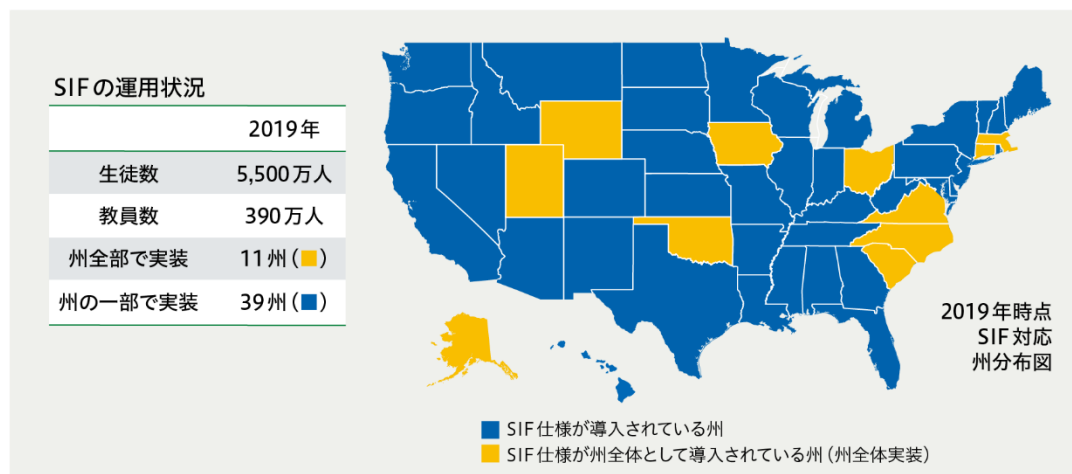 SIFの運用状況
2019年
生徒数 5,500万人
教員数 390万人
州全部で実装 11州（■）
州の一部で実装 39州（■）
2019年時点
SIF対応
州分布図
SIF仕様が導入されている州
SIF仕様が州全体として導入されている州（州全体実装）